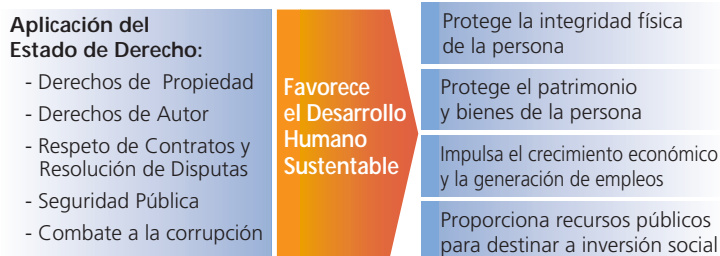 Aplicación del
Estado de Derecho:
- Derechos de Propiedad
- Derechos de Autor
- Respeto de Contratos y
Resolución de Disputas
- Seguridad Pública
- Combate a la corrupción
Favorece
el Desarrollo
Humano
Sustentable
Protege la integridad física
de la persona
Protege el patrimonio
y bienes de la persona
Impulsa el crecimiento económico
y la generación de empleos
Proporciona recursos públicos
para destinar a inversión social